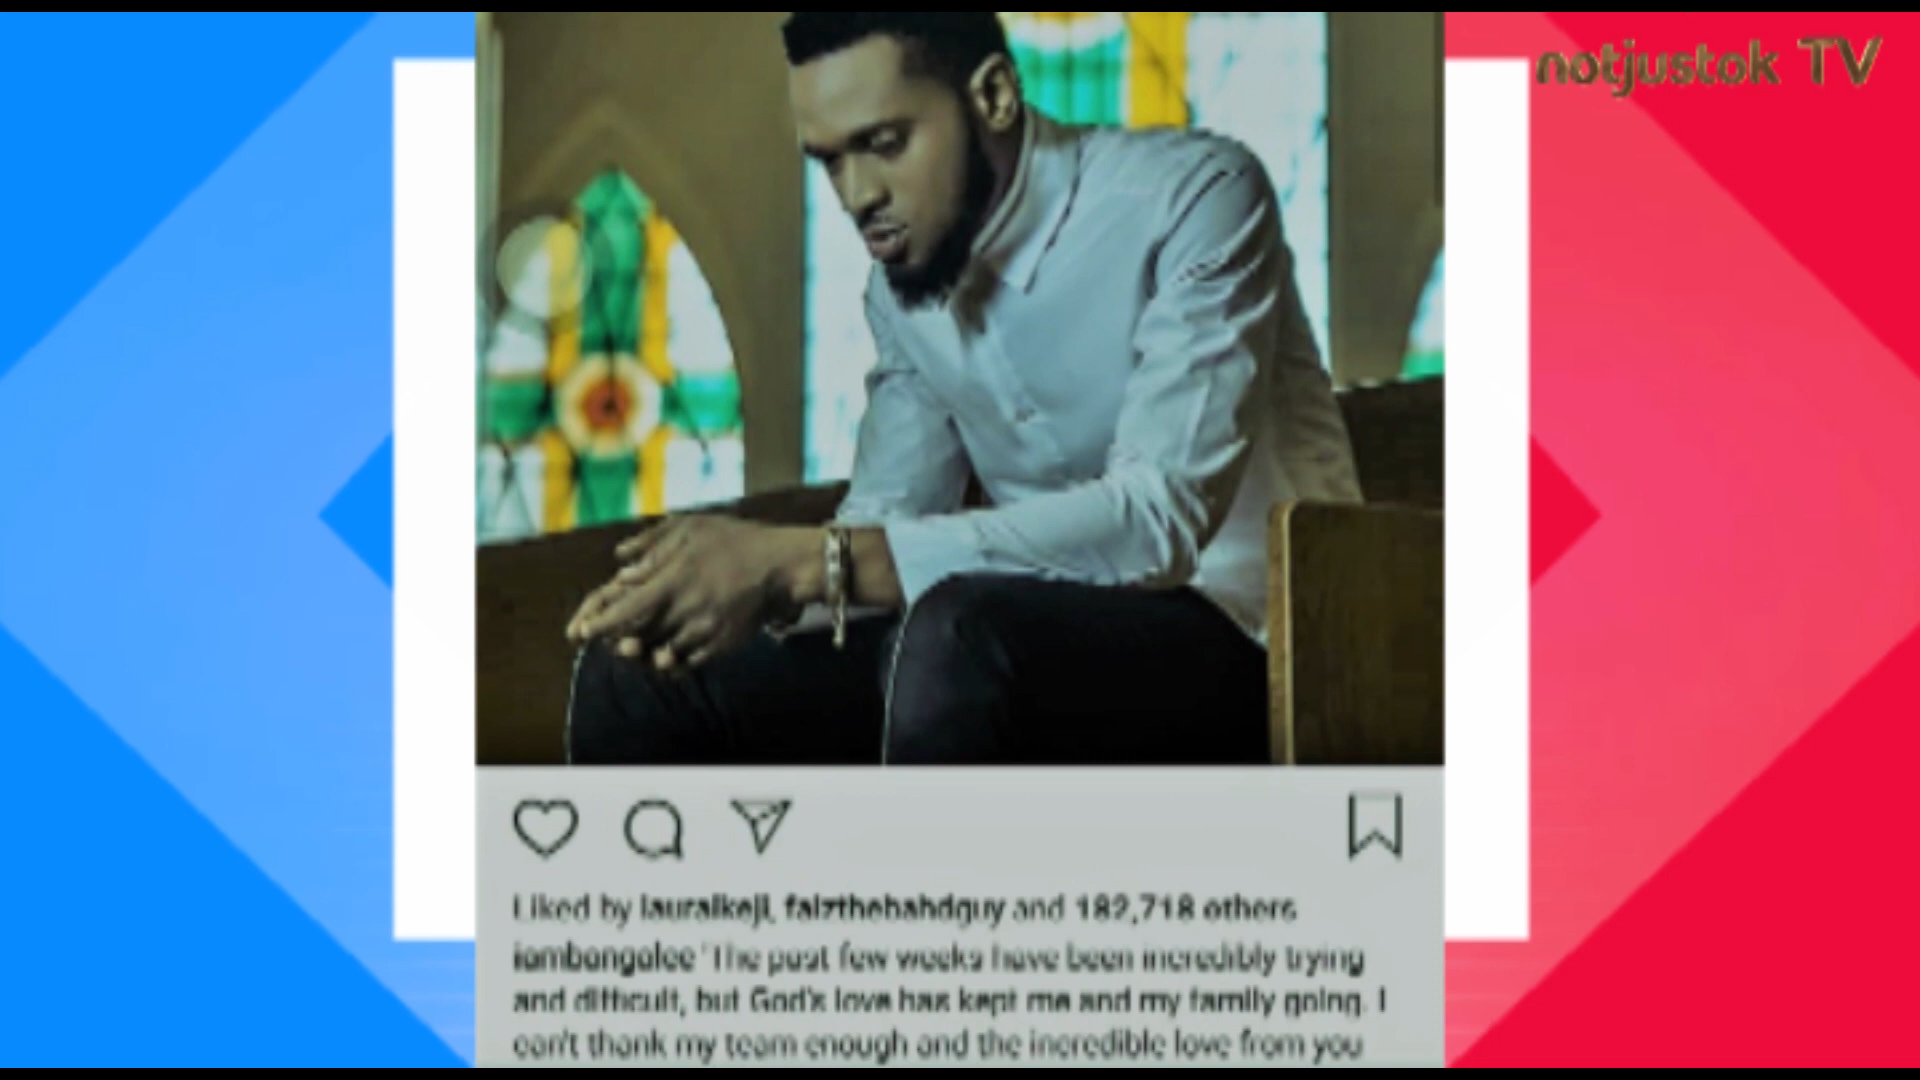 notjustok TV
Liked by lauraikeji, falzthebahdguy and 182,718 others
iambangalee "The past few weeks have been incredibly trying
and difficult, but God's love has kept me and my family going. I
can't thank my team enough and the incredible love from you